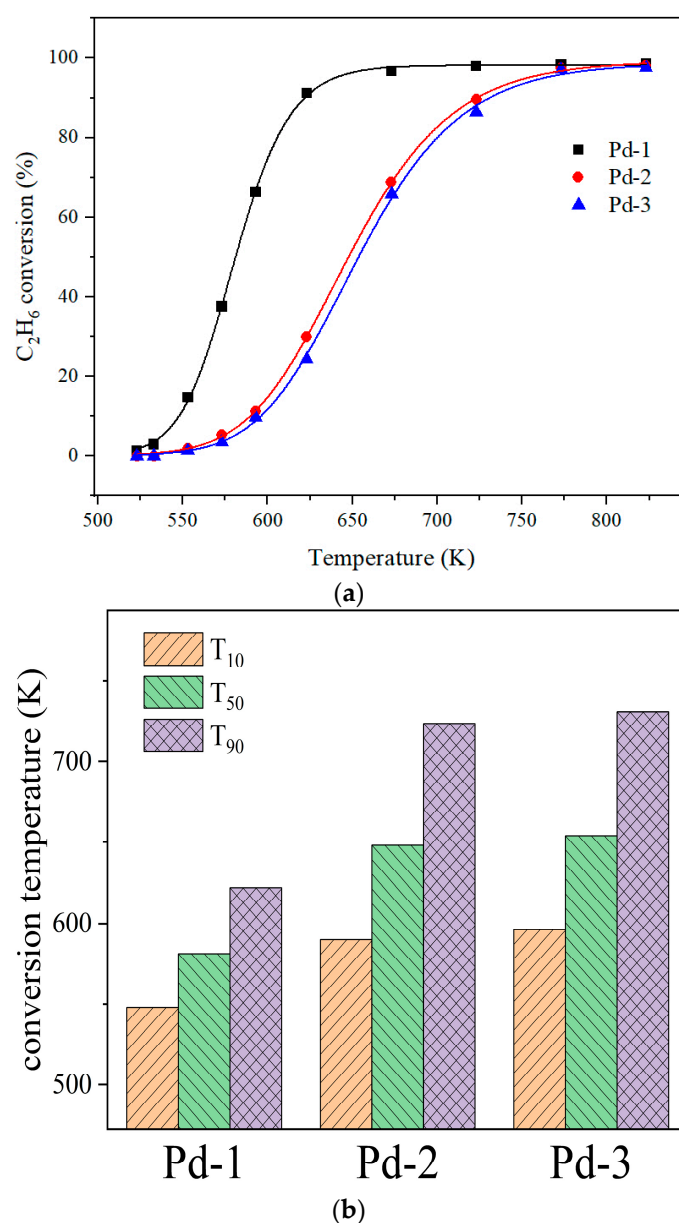 100
80
60
40
20
0
C₂H₆ conversion (%)
Pd-1
Pd-2
Pd-3
500 550 600 650 700 750 800
Temperature (K)
(a)
T₁₀
T₅₀
T₉₀
700
600
500
conversion temperature (K)
Pd-1 Pd-2 Pd-3
(b)